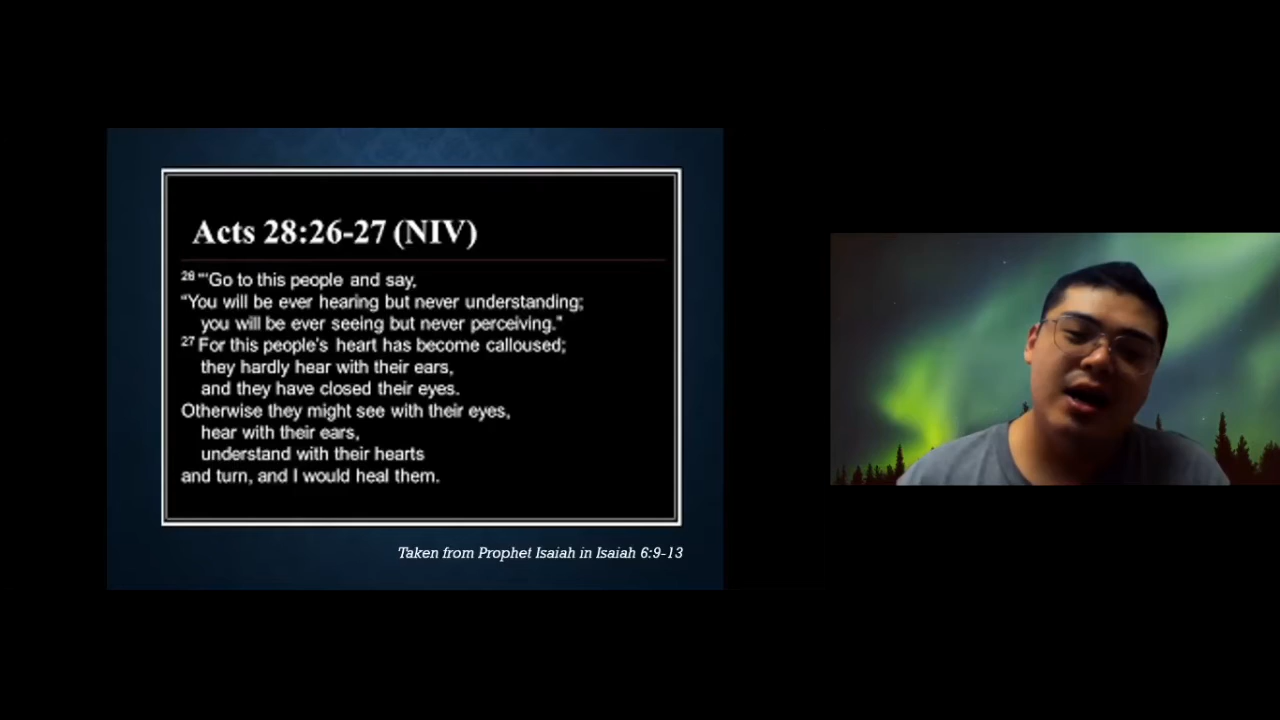 Acts 28:26-27 (NIV)
26 “‘Go to this people and say,
“You will be ever hearing but never understanding;
you will be ever seeing but never perceiving.”
27 For this people’s heart has become calloused;
they hardly hear with their ears,
and they have closed their eyes.
Otherwise they might see with their eyes,
hear with their ears,
understand with their hearts
and turn, and I would heal them.
Taken from Prophet Isaiah in Isaiah 6:9-13